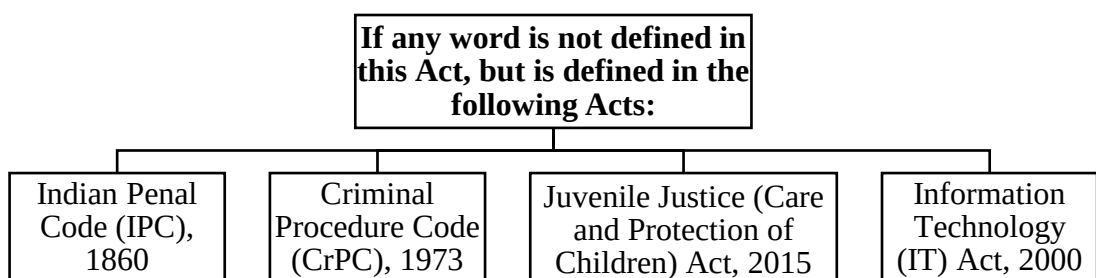 If any word is not defined in
this Act, but is defined in the
following Acts:
Indian Penal
Code (IPC),
1860
Criminal
Procedure Code
(CrPC), 1973
Juvenile Justice (Care
and Protection of
Children) Act, 2015
Information
Technology
(IT) Act, 2000